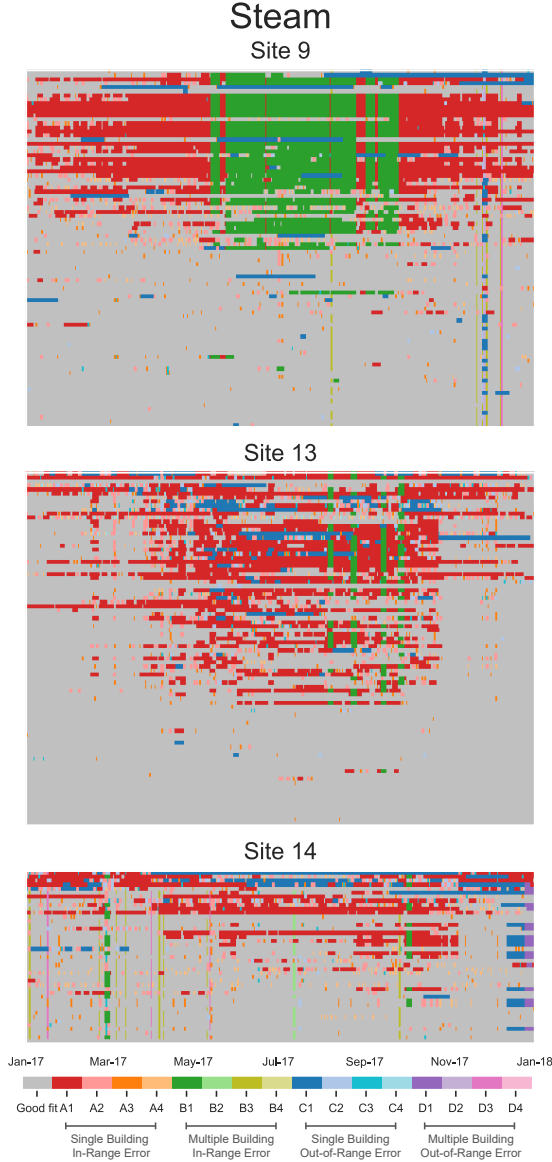 Steam
Site 9
Site 13
Site 14
Jan-17 Mar-17 May-17 Jul-17 Sep-17 Nov-17 Jan-18
Good fit A1 A2 A3 A4 B1 B2 B3 B4 C1 C2 C3 C4 D1 D2 D3 D4
Single Building Multiple Building Single Building Multiple Building
In-Range Error In-Range Error Out-of-Range Error Out-of-Range Error